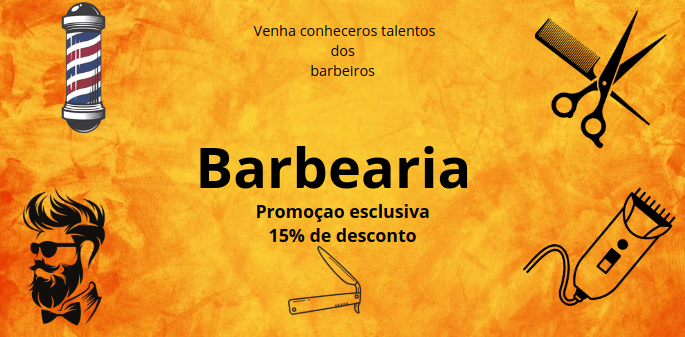 Venha conheceros talentos
dos
barbeiros
Barbearia
Promoçao esclusiva
15% de desconto